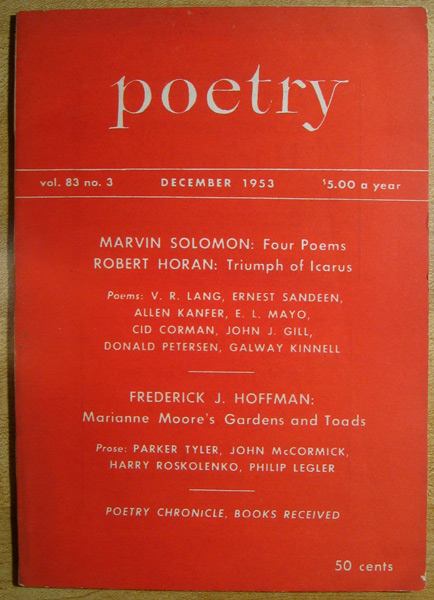 poetry
vol. 83 no. 3 DECEMBER 1953 $5.00 a year
MARVIN SOLOMON: Four Poems
ROBERT HORAN: Triumph of Icarus
Poems: V. R. LANG, ERNEST SANDEEN,
ALLEN KANFER, E. L. MAYO,
CID CORMAN, JOHN J. GILL,
DONALD PETERSEN, GALWAY KINNELL
FREDERICK J. HOFFMAN:
Marianne Moore's Gardens and Toads
Prose: PARKER TYLER, JOHN McCORMICK,
HARRY ROSKOLENKO, PHILIP LEGLER
POETRY CHRONICLE, BOOKS RECEIVED
50 cents